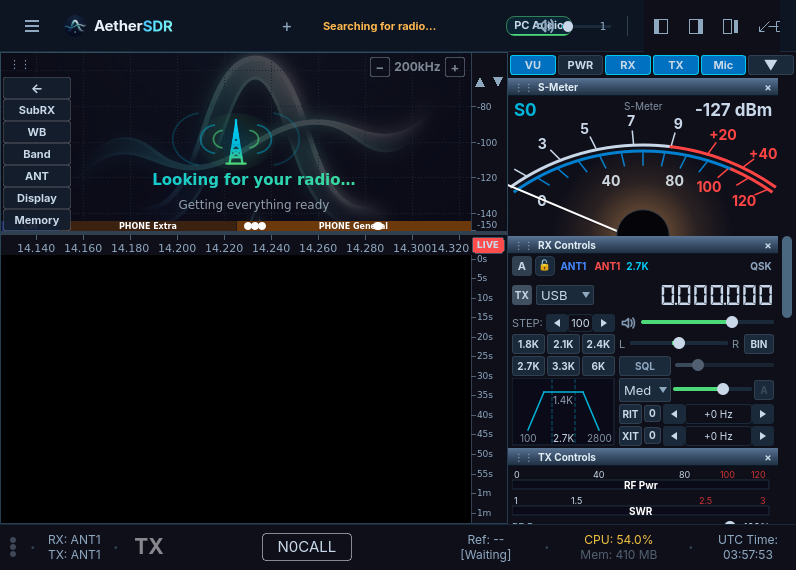 AetherSDR
+
Searching for radio...
1
VU PWR RX TX Mic
S-Meter ×
S0 S-Meter -127 dBm
3 5 7 9 +20 +40
0 40 80 100 120
− 200kHz +
←
SubRX
WB
Band
ANT
Display
Memory
Looking for your radio...
Getting everything ready
-80
-100
-120
-140
-150
PHONE Extra PHONE General
14.140 14.160 14.180 14.200 14.220 14.240 14.260 14.280 14.300 14.320
LIVE
0s
5s
10s
15s
20s
25s
30s
35s
40s
45s
50s
55s
1m
1m
RX Controls ×
A ANT1 ANT1 2.7K QSK
TX USB 0.000.000
STEP: 100
1.8K 2.1K 2.4K L R BIN
2.7K 3.3K 6K SQL
1.4K Med A
RIT 0 +0 Hz
100 2.7K 2800 XIT 0 +0 Hz
TX Controls ×
0 40 80 100 120
RF Pwr
1 1.5 2.5 3
SWR
RX: ANT1
TX: ANT1
TX
N0CALL
Ref: --
[Waiting]
CPU: 54.0%
Mem: 410 MB
UTC Time:
03:57:53